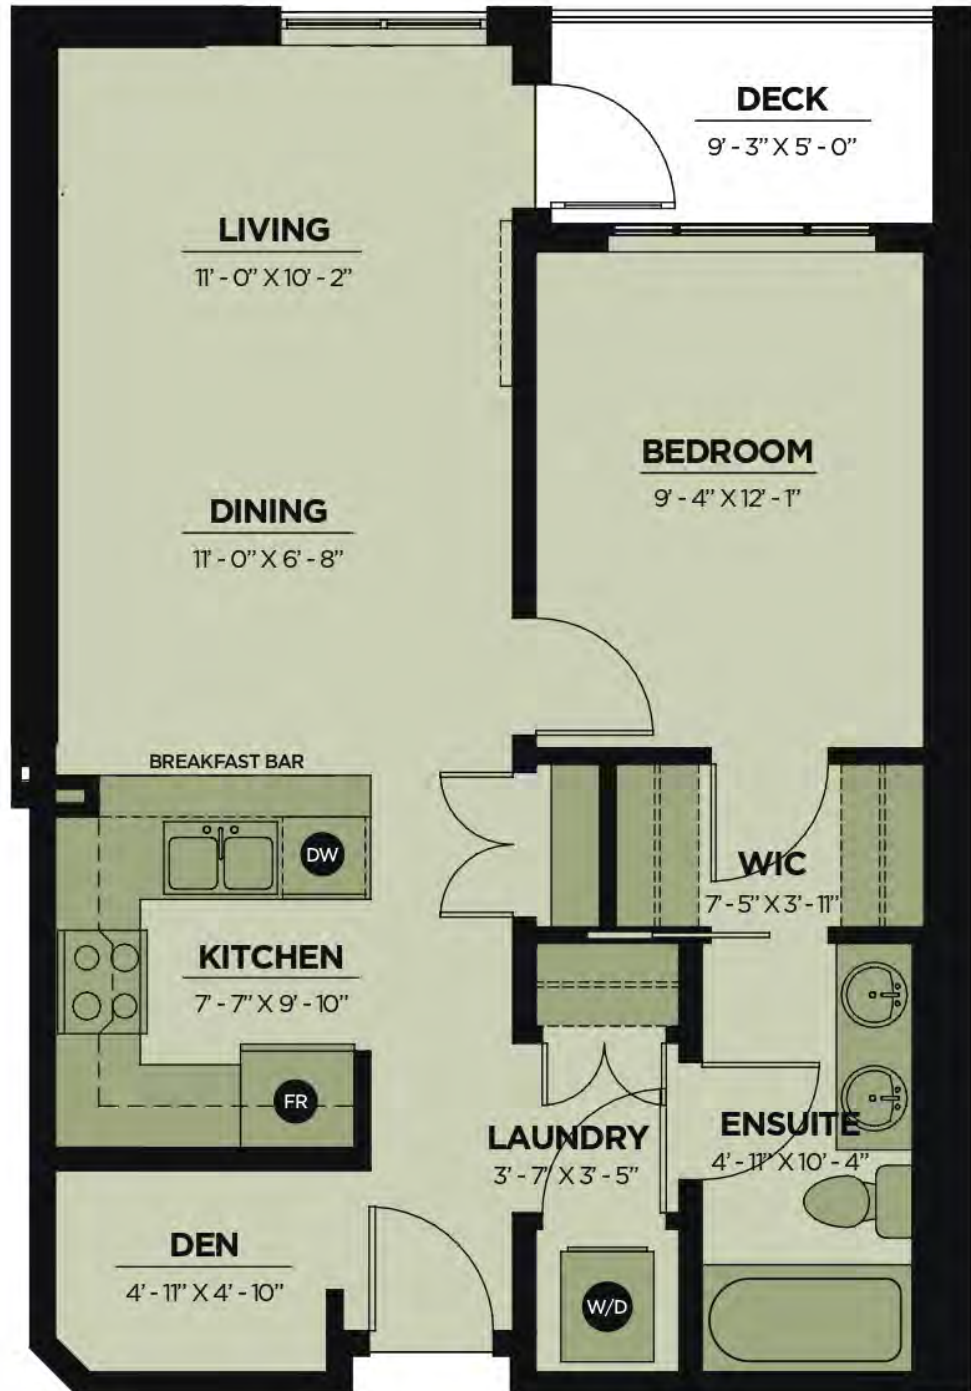 DECK
9' - 3" X 5' - 0"
LIVING
11' - 0" X 10' - 2"
BEDROOM
9' - 4" X 12' - 1"
DINING
11' - 0" X 6' - 8"
BREAKFAST BAR
DW
WIC
7' - 5" X 3' - 11"
KITCHEN
7' - 7" X 9' - 10"
FR
LAUNDRY
3' - 7" X 3' - 5"
ENSUITE
4' - 11" X 10' - 4"
DEN
4' - 11" X 4' - 10"
W/D